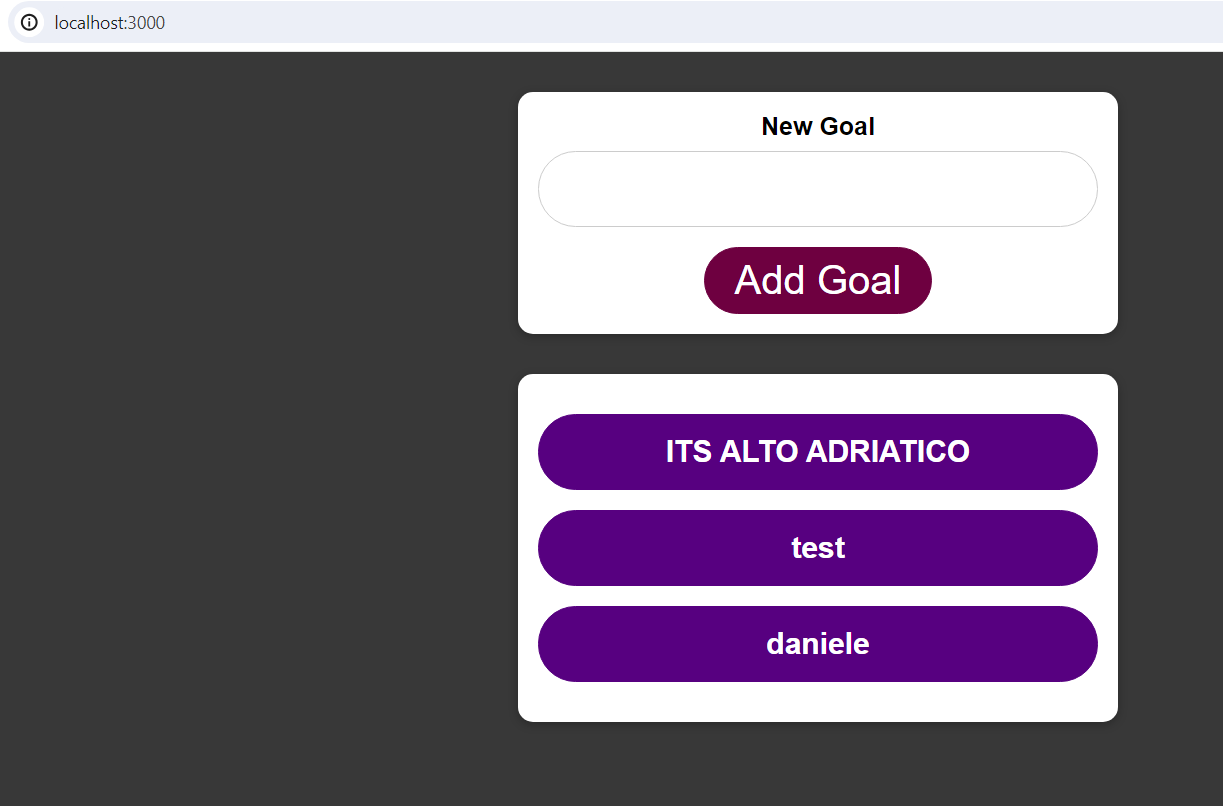 localhost:3000
New Goal
Add Goal
ITS ALTO ADRIATICO
test
daniele